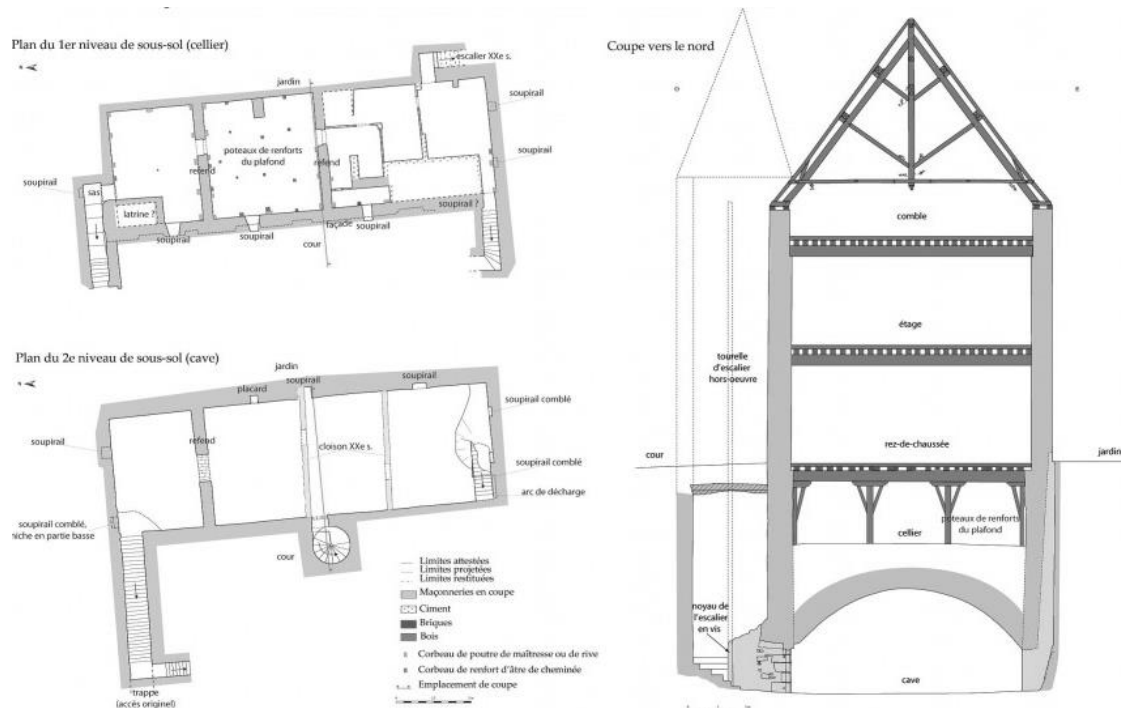 Plan du 1er niveau de sous-sol (cellier)
escalier XXe s.
jardin
soupirail
poteaux de renforts
du plafond
refend
refend
soupirail
soupirail
sas
latrine ?
soupirail ?
façade
soupirail
soupirail
soupirail
cour
Plan du 2e niveau de sous-sol (cave)
jardin
soupirail
soupirail
placard
soupirail comblé
refend
soupirail
cloison XXe s.
soupirail comblé
arc de décharge
soupirail comblé,
niche en partie basse
cour
trappe
(accès originel)
Limites attestées
Limites projetées
Limites restituées
Maçonneries en coupe
Ciment
Briques
Bois
Corbeau de poutre de maîtresse ou de rive
Corbeau de renfort d'âtre de cheminée
Emplacement de coupe
Coupe vers le nord
O
E
comble
étage
tourelle
d'escalier
hors-oeuvre
rez-de-chaussée
cour
jardin
poteaux de renforts
du plafond
cellier
noyau de
l'escalier
en vis
cave